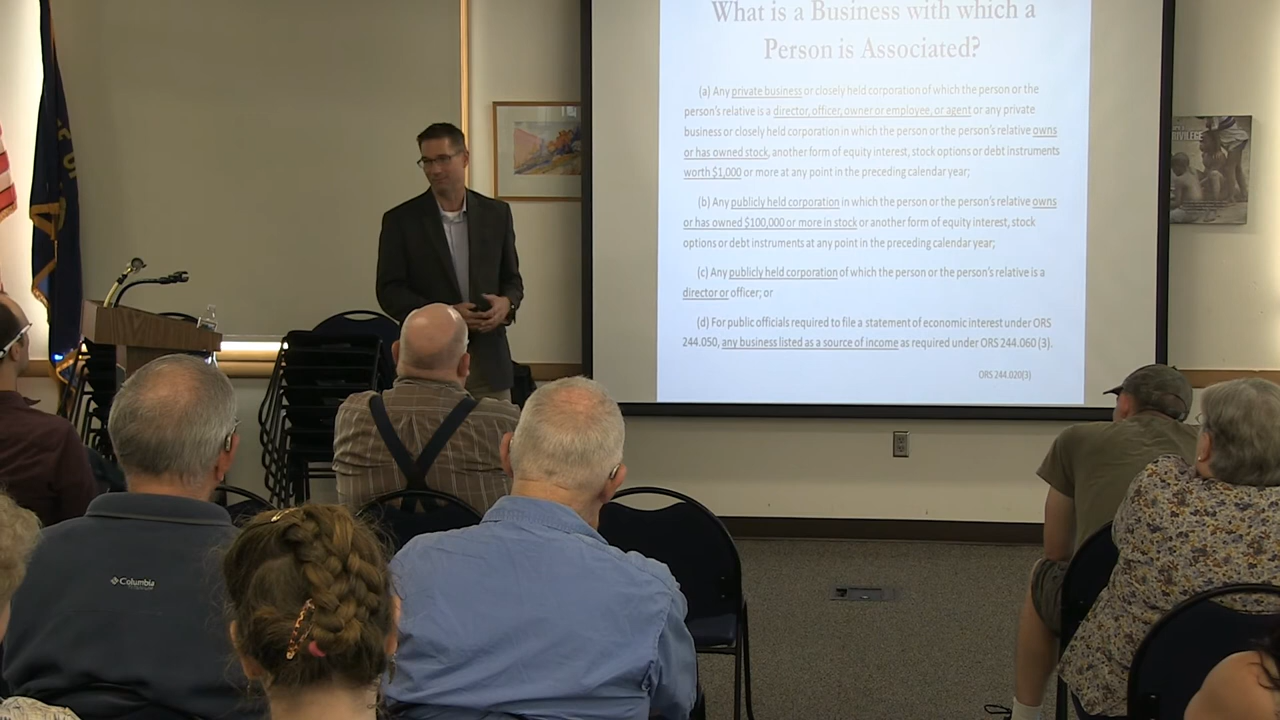 What is a Business with which a
Person is Associated?
(a) Any private business or closely held corporation of which the person or the
person's relative is a director, officer, owner or employee, or agent or any private
business or closely held corporation in which the person or the person's relative owns
or has owned stock, another form of equity interest, stock options or debt instruments
worth $1,000 or more at any point in the preceding calendar year;
(b) Any publicly held corporation in which the person or the person's relative owns
or has owned $100,000 or more in stock or another form of equity interest, stock
options or debt instruments at any point in the preceding calendar year;
(c) Any publicly held corporation of which the person or the person's relative is a
director or officer; or
(d) For public officials required to file a statement of economic interest under ORS
244.050, any business listed as a source of income as required under ORS 244.060 (3).
ORS 244.020(3)
Columbia